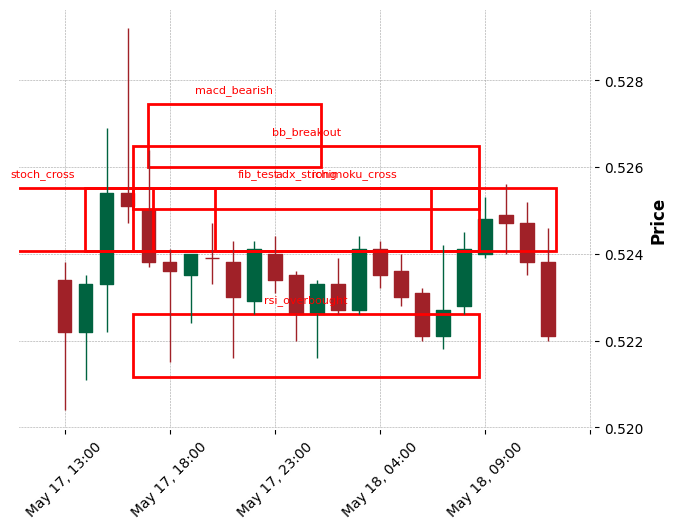 0.528
macd_bearish
bb_breakout
0.526
stoch_cross
fib_test
adx_strong
ichimoku_cross
Price
0.524
rsi_overbought
0.522
0.520
May 17, 13:00
May 17, 18:00
May 17, 23:00
May 18, 04:00
May 18, 09:00